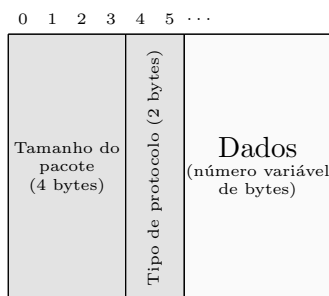 0 1 2 3 4 5 ...
Tamanho do
pacote
(4 bytes)
Tipo de protocolo (2 bytes)
Dados
(número variável
de bytes)